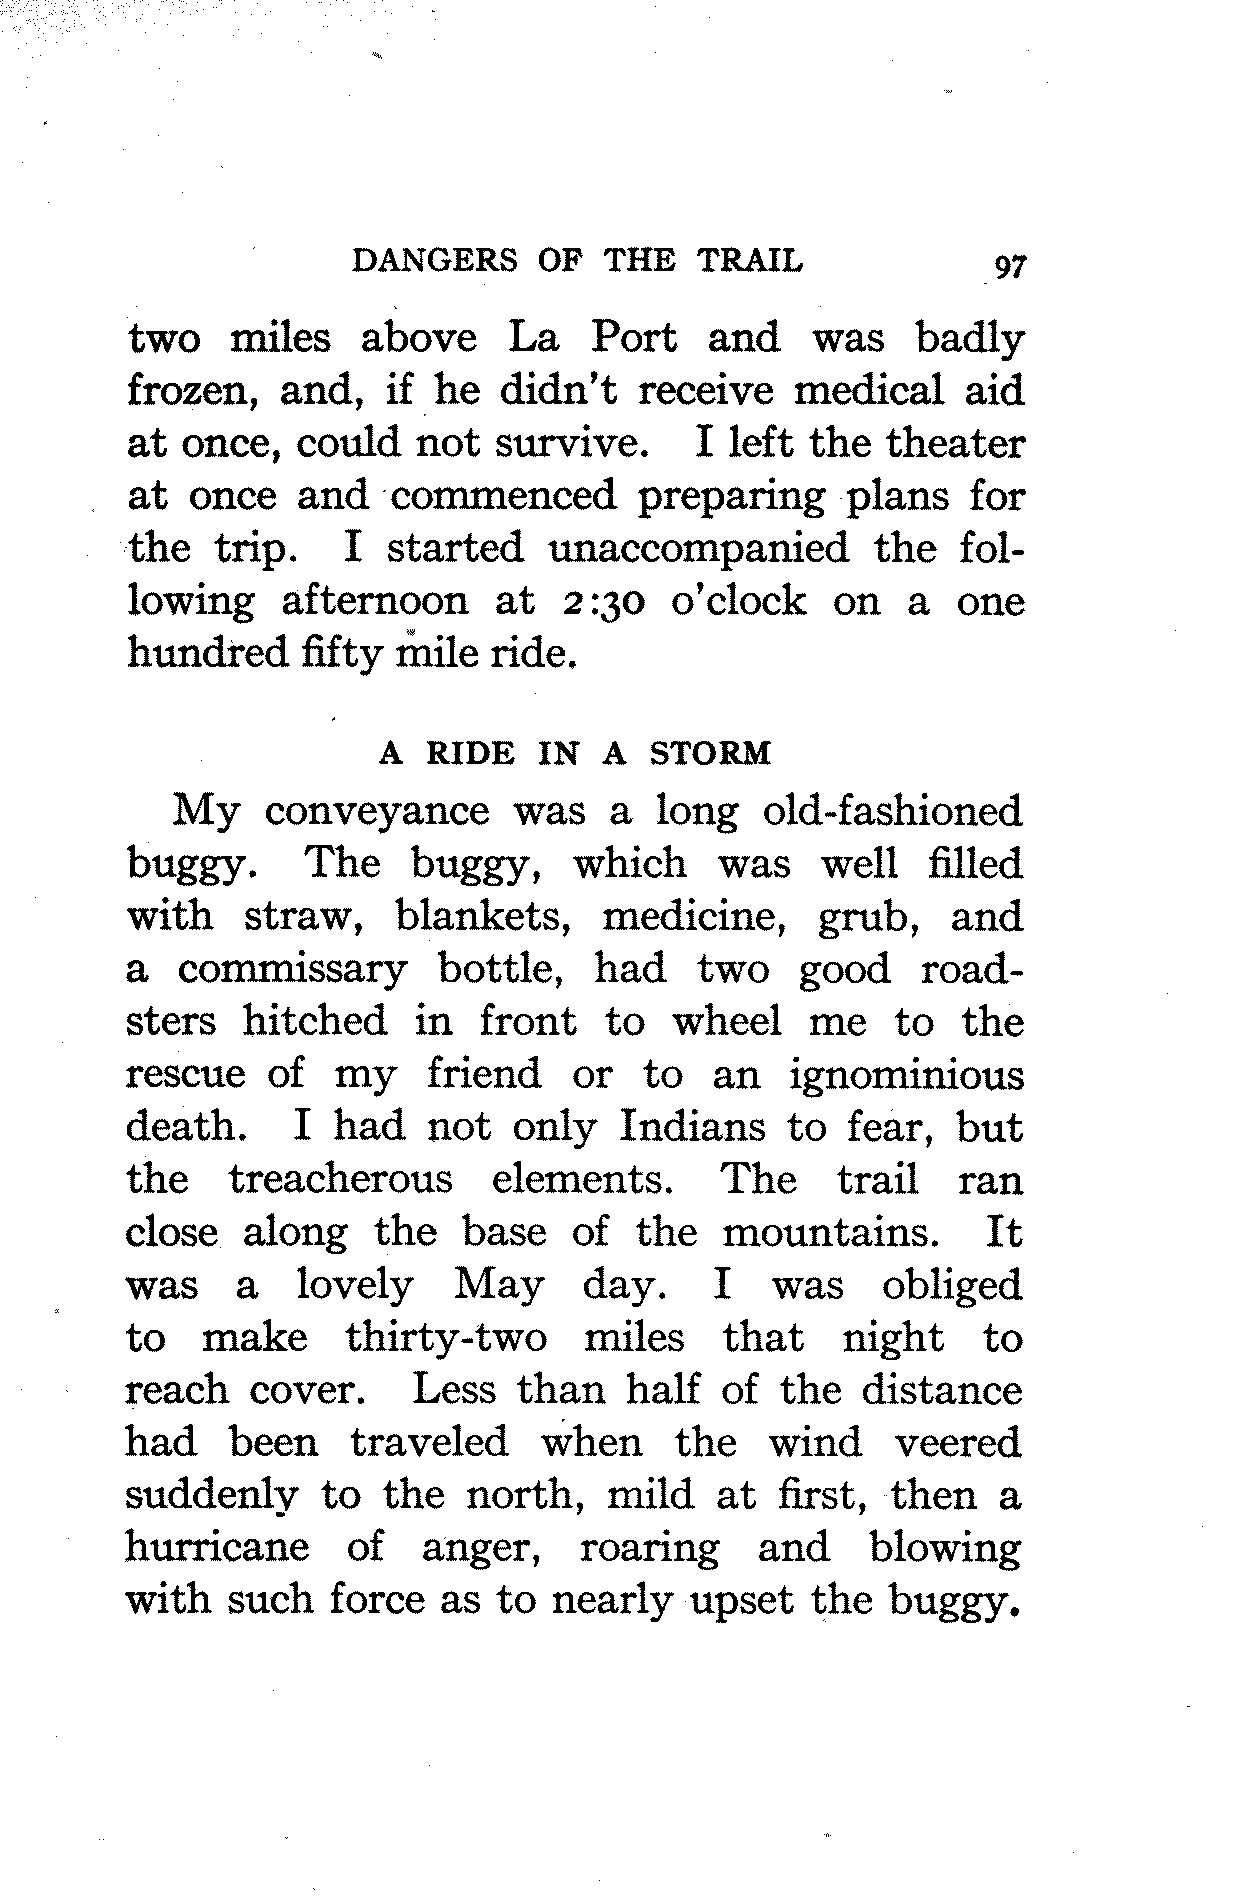 DANGERS OF THE TRAIL 97
two miles above La Port and was badly
frozen, and, if he didn't receive medical aid
at once, could not survive. I left the theater
at once and commenced preparing plans for
the trip. I started unaccompanied the fol-
lowing afternoon at 2:30 o'clock on a one
hundred fifty mile ride.
A RIDE IN A STORM
My conveyance was a long old-fashioned
buggy. The buggy, which was well filled
with straw, blankets, medicine, grub, and
a commissary bottle, had two good road-
sters hitched in front to wheel me to the
rescue of my friend or to an ignominious
death. I had not only Indians to fear, but
the treacherous elements. The trail ran
close along the base of the mountains. It
was a lovely May day. I was obliged
to make thirty-two miles that night to
reach cover. Less than half of the distance
had been traveled when the wind veered
suddenly to the north, mild at first, then a
hurricane of anger, roaring and blowing
with such force as to nearly upset the buggy.